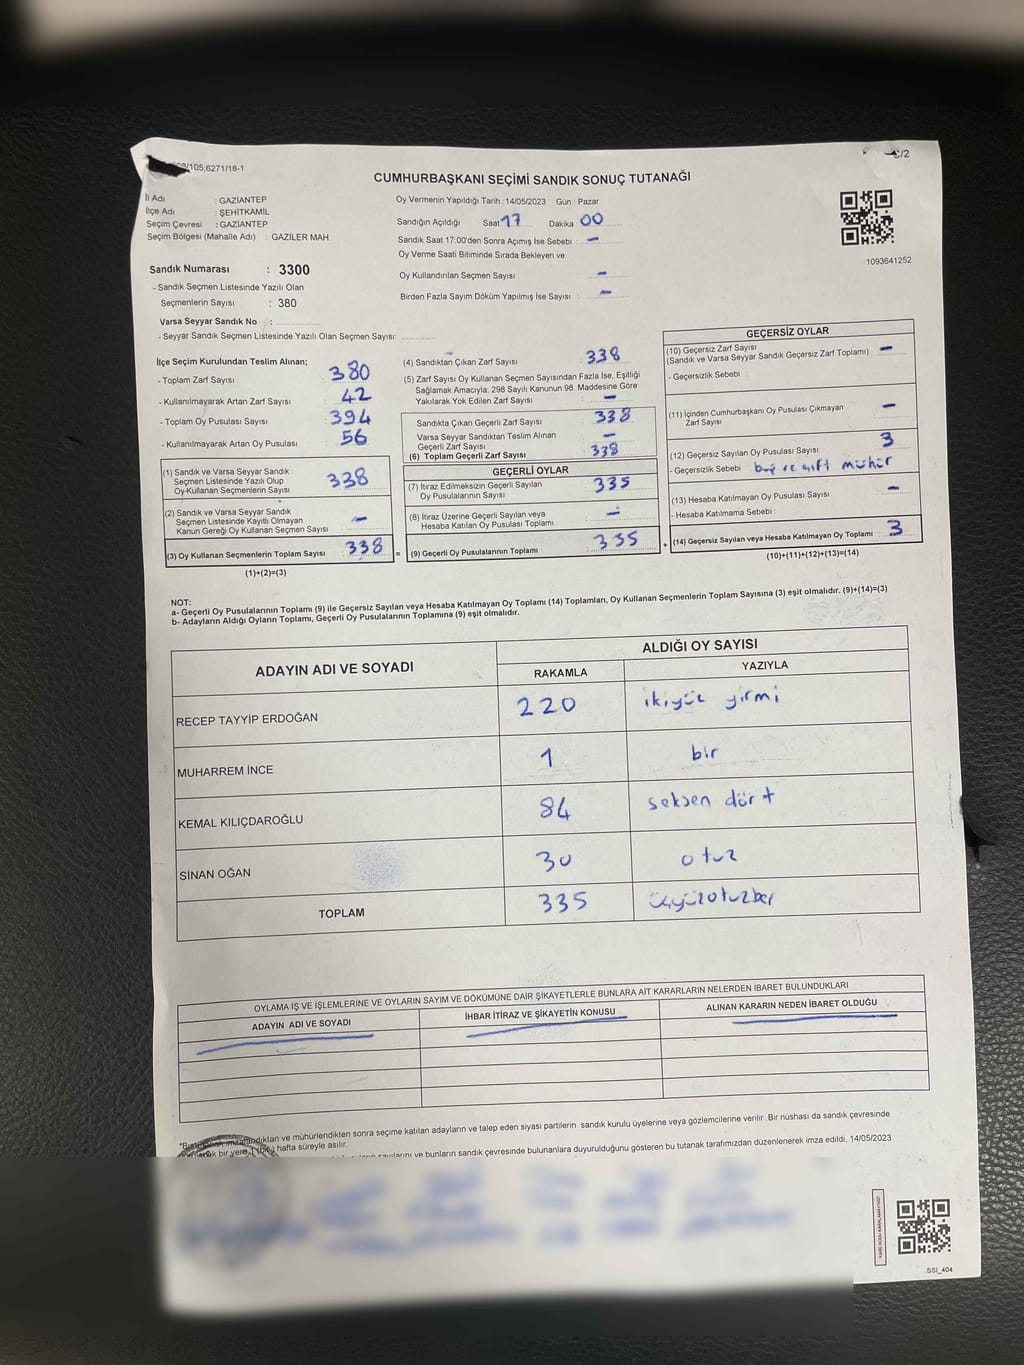 /105;6271/18-1
/2
CUMHURBAŞKANI SEÇİMİ SANDIK SONUÇ TUTANAĞI
İl Adı : GAZİANTEP
İlçe Adı : ŞEHİTKAMİL
Seçim Çevresi : GAZİANTEP
Seçim Bölgesi (Mahalle Adı) : GAZİLER MAH.
Oy Vermenin Yapıldığı Tarih : 14/05/2023 Gün : Pazar
Sandığın Açıldığı Saat 17 Dakika 00
Sandık Saat 17:00'den Sonra Açımış İse Sebebi : -
Oy Verme Saati Bitiminde Sırada Bekleyen ve
Oy Kullandırılan Seçmen Sayısı : -
Birden Fazla Sayım Döküm Yapılmış İse Sayısı : -
1093641252
Sandık Numarası : 3300
- Sandık Seçmen Listesinde Yazılı Olan
Seçmenlerin Sayısı : 380
Varsa Seyyar Sandık No :
- Seyyar Sandık Seçmen Listesinde Yazılı Olan Seçmen Sayısı:
İlçe Seçim Kurulundan Teslim Alınan;
- Toplam Zarf Sayısı : 380
- Kullanılmayarak Artan Zarf Sayısı : 42
- Toplam Oy Pusulası Sayısı : 394
- Kullanılmayarak Artan Oy Pusulası : 56
(1) Sandık ve Varsa Seyyar Sandık
Seçmen Listesinde Yazılı Olup
Oy Kullanan Seçmenlerin Sayısı : 338
(2) Sandık ve Varsa Seyyar Sandık
Seçmen Listesinde Kayıtlı Olmayan
Kanun Gereği Oy Kullanan Seçmen Sayısı : -
(3) Oy Kullanan Seçmenlerin Toplam Sayısı : 338
(1)+(2)=(3)
(4) Sandıktan Çıkan Zarf Sayısı : 338
(5) Zarf Sayısı Oy Kullanan Seçmen Sayısından Fazla İse, Eşitliği
Sağlamak Amacıyla; 298 Sayılı Kanunun 98. Maddesine Göre
Yakılarak Yok Edilen Zarf Sayısı : -
Sandıkta Çıkan Geçerli Zarf Sayısı : 338
Varsa Seyyar Sandıktan Teslim Alınan
Geçerli Zarf Sayısı : -
(6) Toplam Geçerli Zarf Sayısı : 338
GEÇERLİ OYLAR
(7) İtiraz Edilmeksizin Geçerli Sayılan
Oy Pusulalarının Sayısı : 335
(8) İtiraz Üzerine Geçerli Sayılan veya
Hesaba Katılan Oy Pusulası Toplamı : -
= (9) Geçerli Oy Pusulalarının Toplamı : 335
GEÇERSİZ OYLAR
(10) Geçersiz Zarf Sayısı
(Sandık ve Varsa Seyyar Sandık Geçersiz Zarf Toplamı) : -
- Geçersizlik Sebebi :
(11) İçinden Cumhurbaşkanı Oy Pusulası Çıkmayan
Zarf Sayısı : -
(12) Geçersiz Sayılan Oy Pusulası Sayısı : 3
- Geçersizlik Sebebi : boş ve çift mühür
(13) Hesaba Katılmayan Oy Pusulası Sayısı : -
- Hesaba Katılmama Sebebi :
+ (14) Geçersiz Sayılan veya Hesaba Katılmayan Oy Toplamı : 3
(10)+(11)+(12)+(13)=(14)
NOT:
a- Geçerli Oy Pusulalarının Toplamı (9) ile Geçersiz Sayılan veya Hesaba Katılmayan Oy Toplamı (14) Toplamları, Oy Kullanan Seçmenlerin Toplam Sayısına (3) eşit olmalıdır. (9)+(14)=(3)
b- Adayların Aldığı Oyların Toplamı, Geçerli Oy Pusulalarının Toplamına (9) eşit olmalıdır.
ADAYIN ADI VE SOYADI
ALDIĞI OY SAYISI
RAKAMLA YAZIYLA
RECEP TAYYİP ERDOĞAN 220 ikiyüz yirmi
MUHARREM İNCE 1 bir
KEMAL KILIÇDAROĞLU 84 seksen dört
SİNAN OĞAN 30 otuz
TOPLAM 335 üçyüzotuzbeş
OYLAMA İŞ VE İŞLEMLERİNE VE OYLARIN SAYIM VE DÖKÜMÜNE DAİR ŞİKAYETLERLE BUNLARA AİT KARARLARIN NELERDEN İBARET BULUNDUKLARI
ADAYIN ADI VE SOYADI İHBAR İTİRAZ VE ŞİKAYETİN KONUSU ALINAN KARARIN NEDEN İBARET OLDUĞU
ve mühürlendikten sonra seçime katılan adayların ve talep eden siyasi partilerin sandık kurulu üyelerine veya gözlemcilerine verilir. Bir nüshası da sandık çevresinde
bir yere hafta süreyle asılır.
ve bunların sandık çevresinde bulunanlara duyurulduğunu gösteren bu tutanak tarafımızdan düzenlenerek imza edildi. 14/05/2023
SSI_404